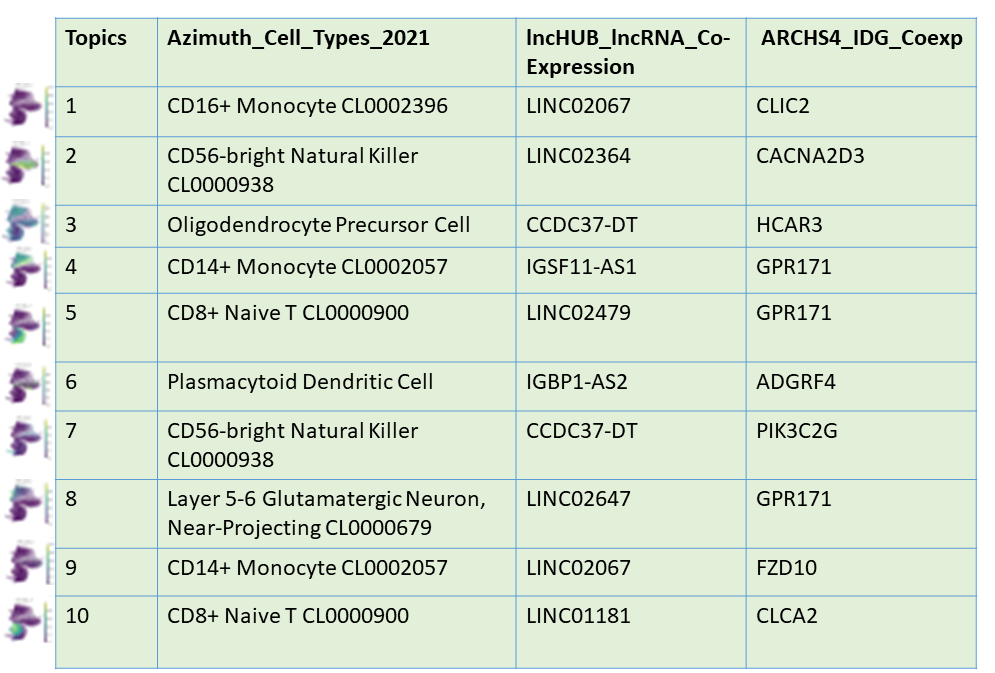 Topics Azimuth_Cell_Types_2021 lncHUB_lncRNA_Co- ARCHS4_IDG_Coexp
Expression
1 CD16+ Monocyte CL0002396 LINC02067 CLIC2
2 CD56-bright Natural Killer LINC02364 CACNA2D3
CL0000938
3 Oligodendrocyte Precursor Cell CCDC37-DT HCAR3
4 CD14+ Monocyte CL0002057 IGSF11-AS1 GPR171
5 CD8+ Naive T CL0000900 LINC02479 GPR171
6 Plasmacytoid Dendritic Cell IGBP1-AS2 ADGRF4
7 CD56-bright Natural Killer CCDC37-DT PIK3C2G
CL0000938
8 Layer 5-6 Glutamatergic Neuron, LINC02647 GPR171
Near-Projecting CL0000679
9 CD14+ Monocyte CL0002057 LINC02067 FZD10
10 CD8+ Naive T CL0000900 LINC01181 CLCA2